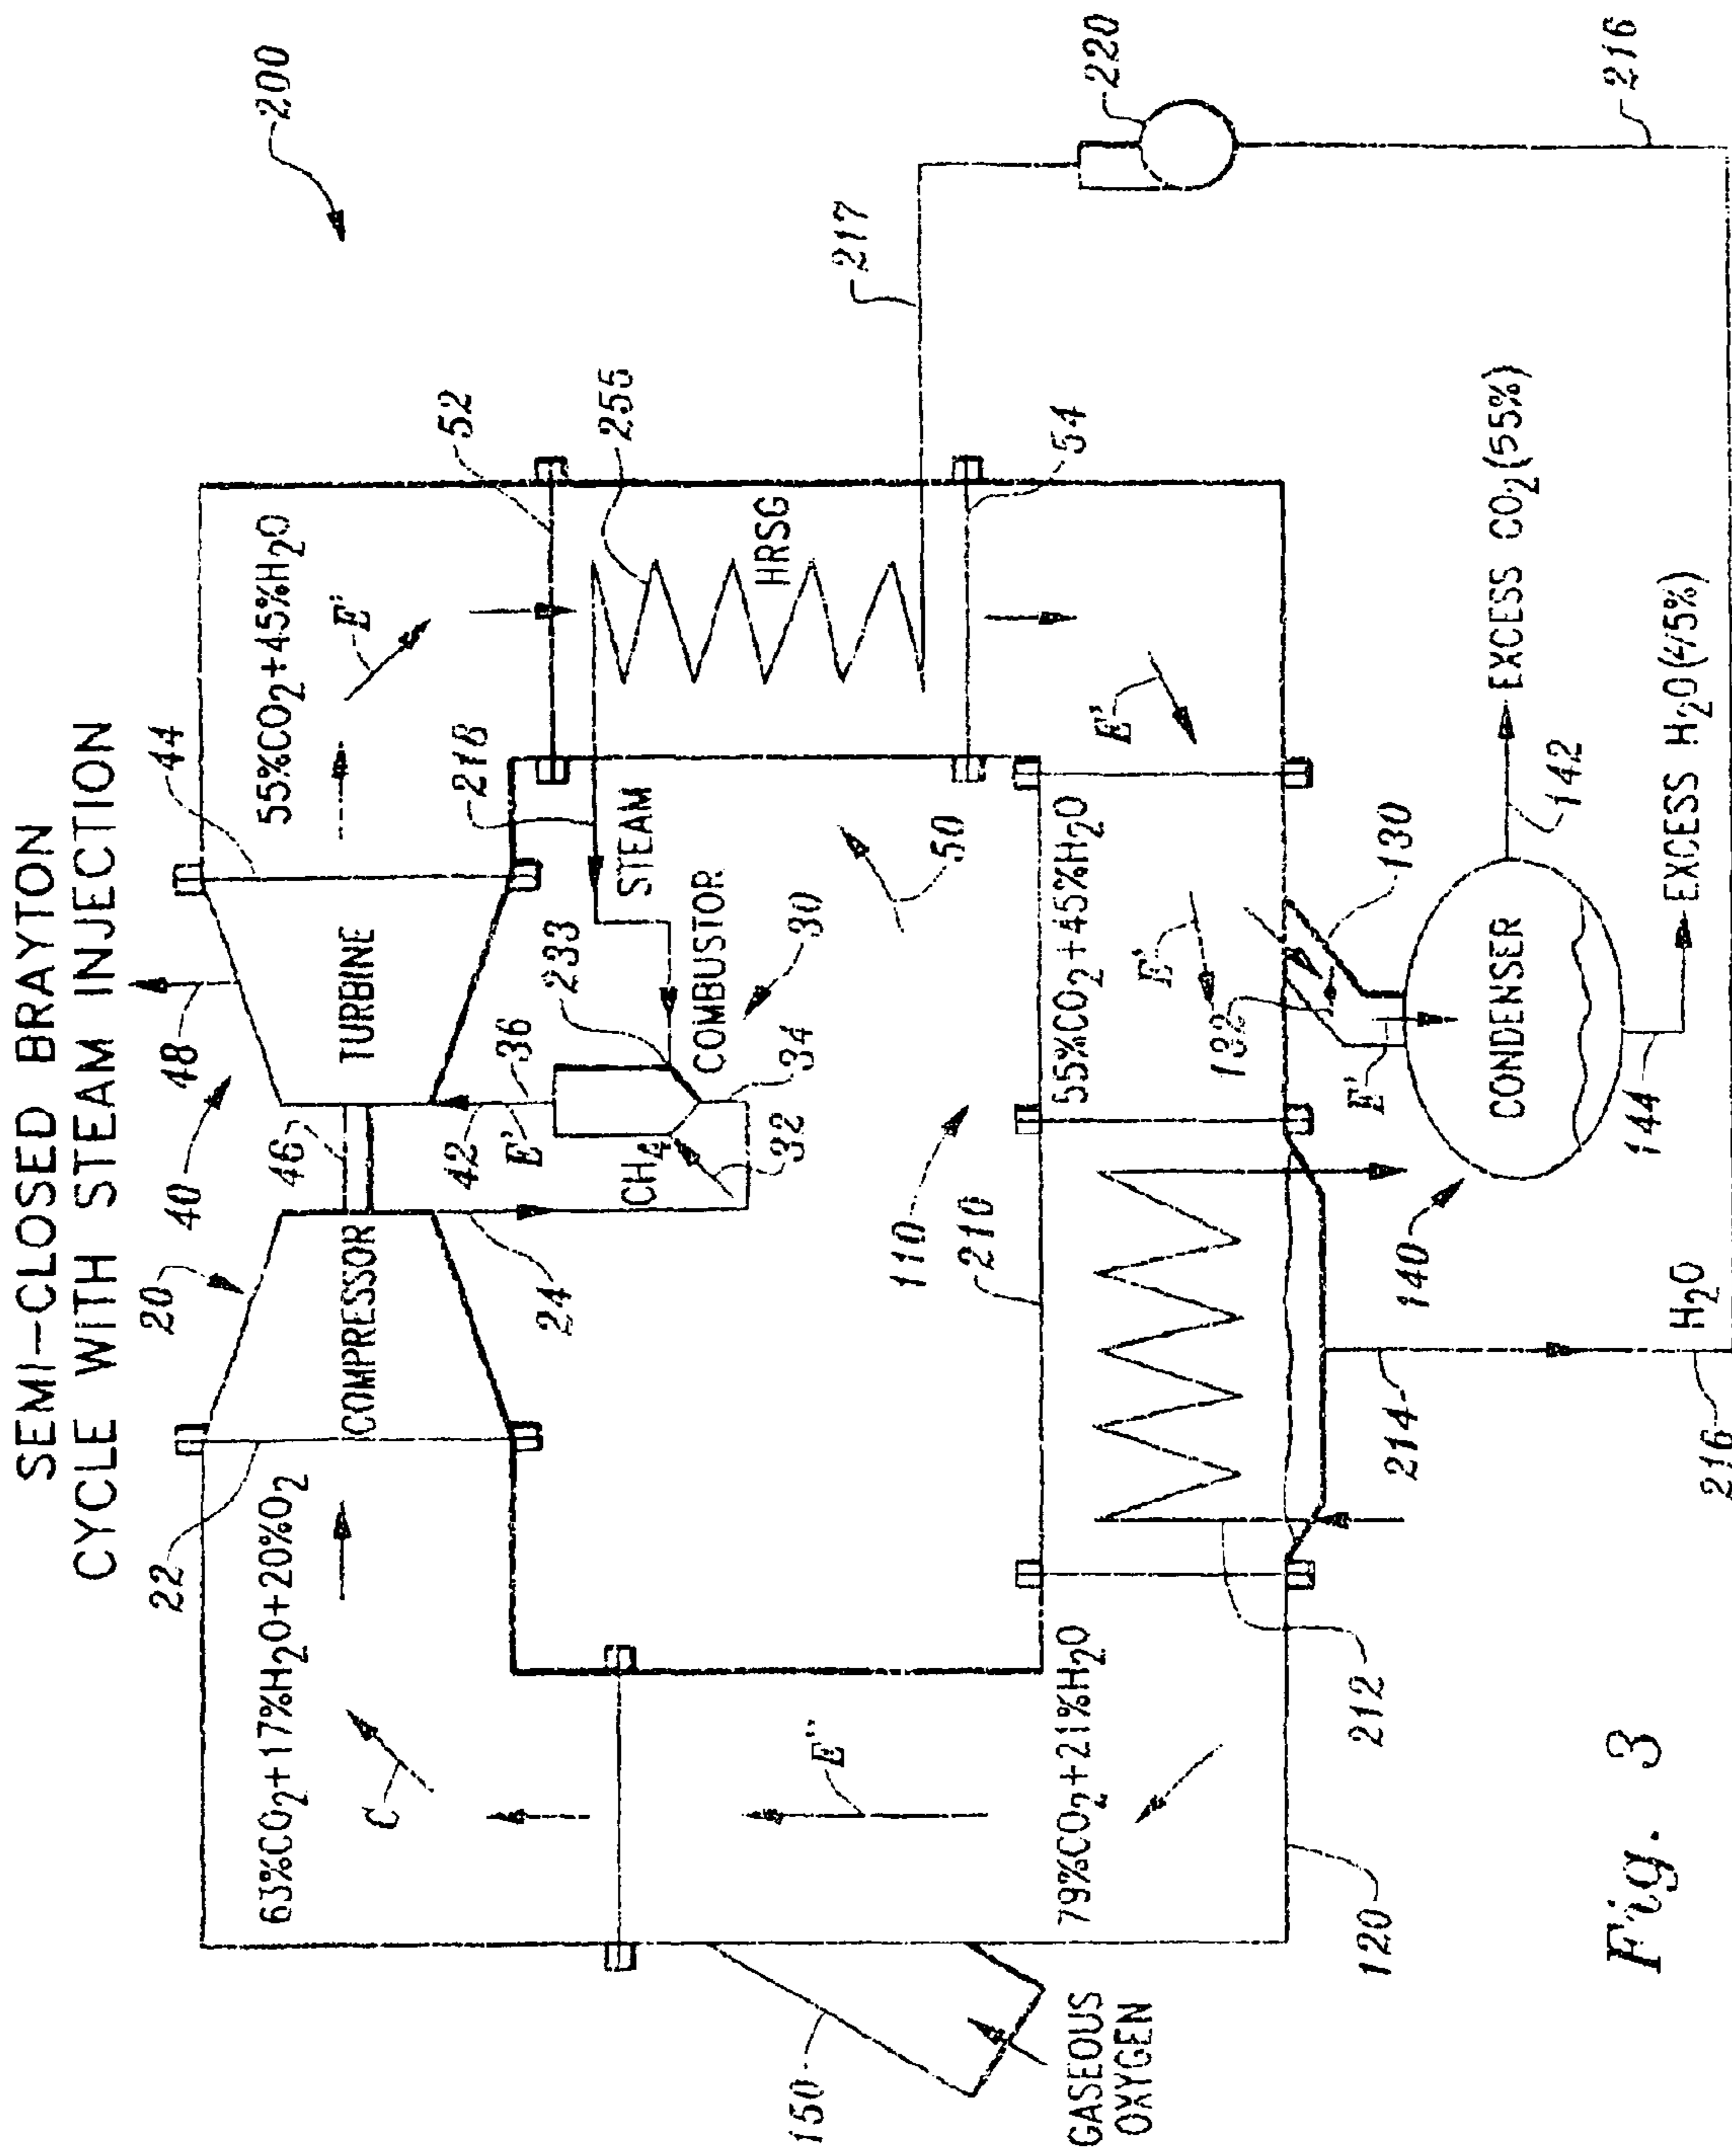 SEMI-CLOSED BRAYTON
CYCLE WITH STEAM INJECTION
200
20
40
48
22
44
63%CO2+17%H2O+20%O2
COMPRESSOR
46
TURBINE
55%CO2+45%H2O
E'
C
24
42
36
E'
CH4
32
34
233
COMBUSTOR
30
STEAM
218
52
255
HRSG
217
220
216
54
50
E''
110
210
150
GASEOUS
OXYGEN
79%CO2+21%H2O
55%CO2+45%H2O
E'
E'
212
120
132
130
E'
CONDENSER
140
142
EXCESS CO2(55%)
144
EXCESS H2O(45%)
214
H2O
216
Fig. 3